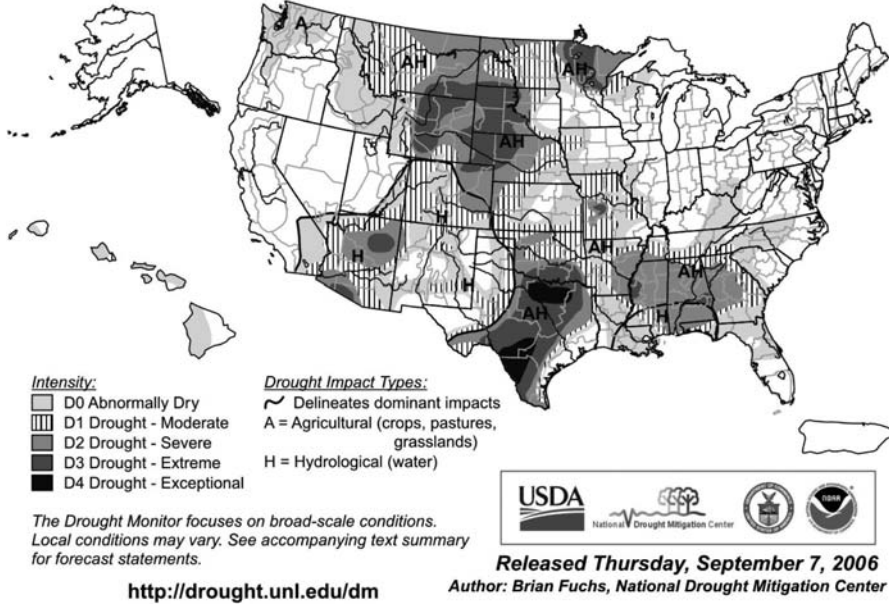 A
AH
AH
AH
H
H
H
AH
AH
AH
H
Intensity:
D0 Abnormally Dry
D1 Drought - Moderate
D2 Drought - Severe
D3 Drought - Extreme
D4 Drought - Exceptional
Drought Impact Types:
Delineates dominant impacts
A = Agricultural (crops, pastures,
grasslands)
H = Hydrological (water)
The Drought Monitor focuses on broad-scale conditions.
Local conditions may vary. See accompanying text summary
for forecast statements.
http://drought.unl.edu/dm
USDA
National Drought Mitigation Center
NOAA
Released Thursday, September 7, 2006
Author: Brian Fuchs, National Drought Mitigation Center